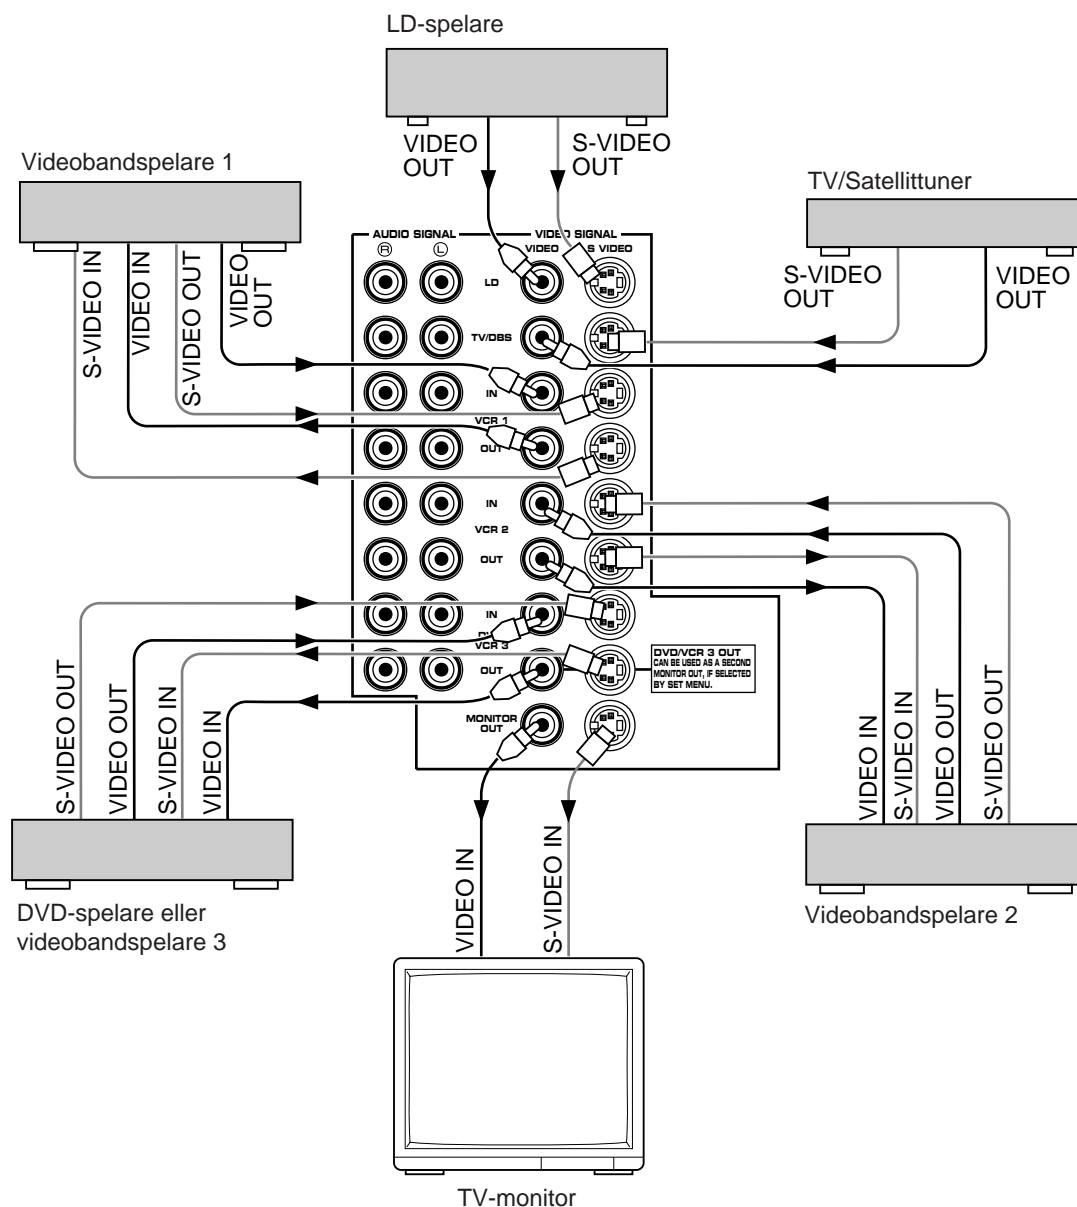 LD-spelare
VIDEO
OUT
S-VIDEO
OUT
Videobandspelare 1
S-VIDEO IN
VIDEO IN
S-VIDEO OUT
VIDEO
OUT
TV/Satellittuner
S-VIDEO
OUT
VIDEO
OUT
AUDIO SIGNAL
VIDEO SIGNAL
R
L
VIDEO
S VIDEO
LD
TV/DBS
IN
VCR 1
OUT
IN
VCR 2
OUT
IN
VCR 3
OUT
MONITOR
OUT
DVD/VCR 3 OUT
CAN BE USED AS A SECOND
MONITOR OUT, IF SELECTED
BY SET MENU.
S-VIDEO OUT
VIDEO OUT
S-VIDEO IN
VIDEO IN
DVD-spelare eller
videobandspelare 3
VIDEO IN
S-VIDEO IN
VIDEO OUT
S-VIDEO OUT
Videobandspelare 2
VIDEO IN
S-VIDEO IN
TV-monitor